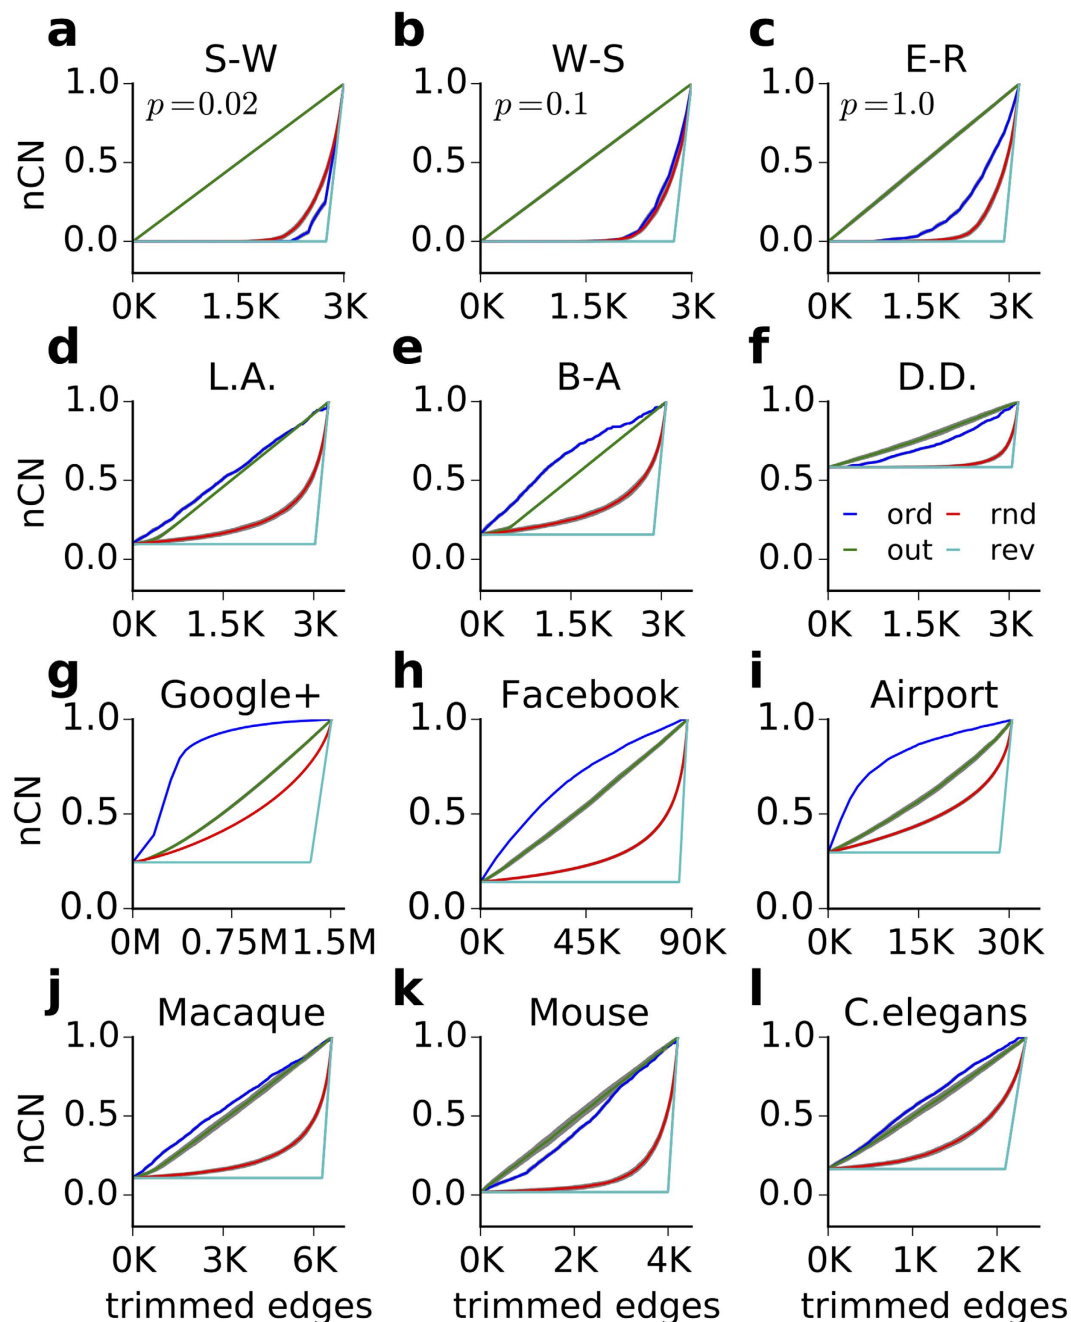 a
S-W
b
W-S
c
E-R
nCN
1.0
0.5
0.0
p=0.02
0K 1.5K 3K
1.0
0.5
0.0
p=0.1
0K 1.5K 3K
1.0
0.5
0.0
p=1.0
0K 1.5K 3K
d
L.A.
e
B-A
f
D.D.
nCN
1.0
0.5
0.0
0K 1.5K 3K
1.0
0.5
0.0
0K 1.5K 3K
1.0
0.5
0.0
ord rnd
out rev
0K 1.5K 3K
g
Google+
h
Facebook
i
Airport
nCN
1.0
0.5
0.0
0M 0.75M 1.5M
1.0
0.5
0.0
0K 45K 90K
1.0
0.5
0.0
0K 15K 30K
j
Macaque
k
Mouse
l
C.elegans
nCN
1.0
0.5
0.0
0K 3K 6K
trimmed edges
1.0
0.5
0.0
0K 2K 4K
trimmed edges
1.0
0.5
0.0
0K 1K 2K
trimmed edges